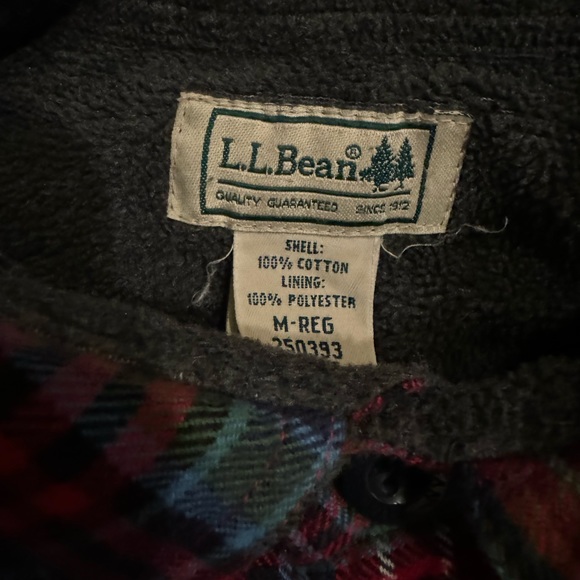 L.L.Bean®
QUALITY GUARANTEED SINCE 1912
SHELL:
100% COTTON
LINING:
100% POLYESTER
M-REG
250393